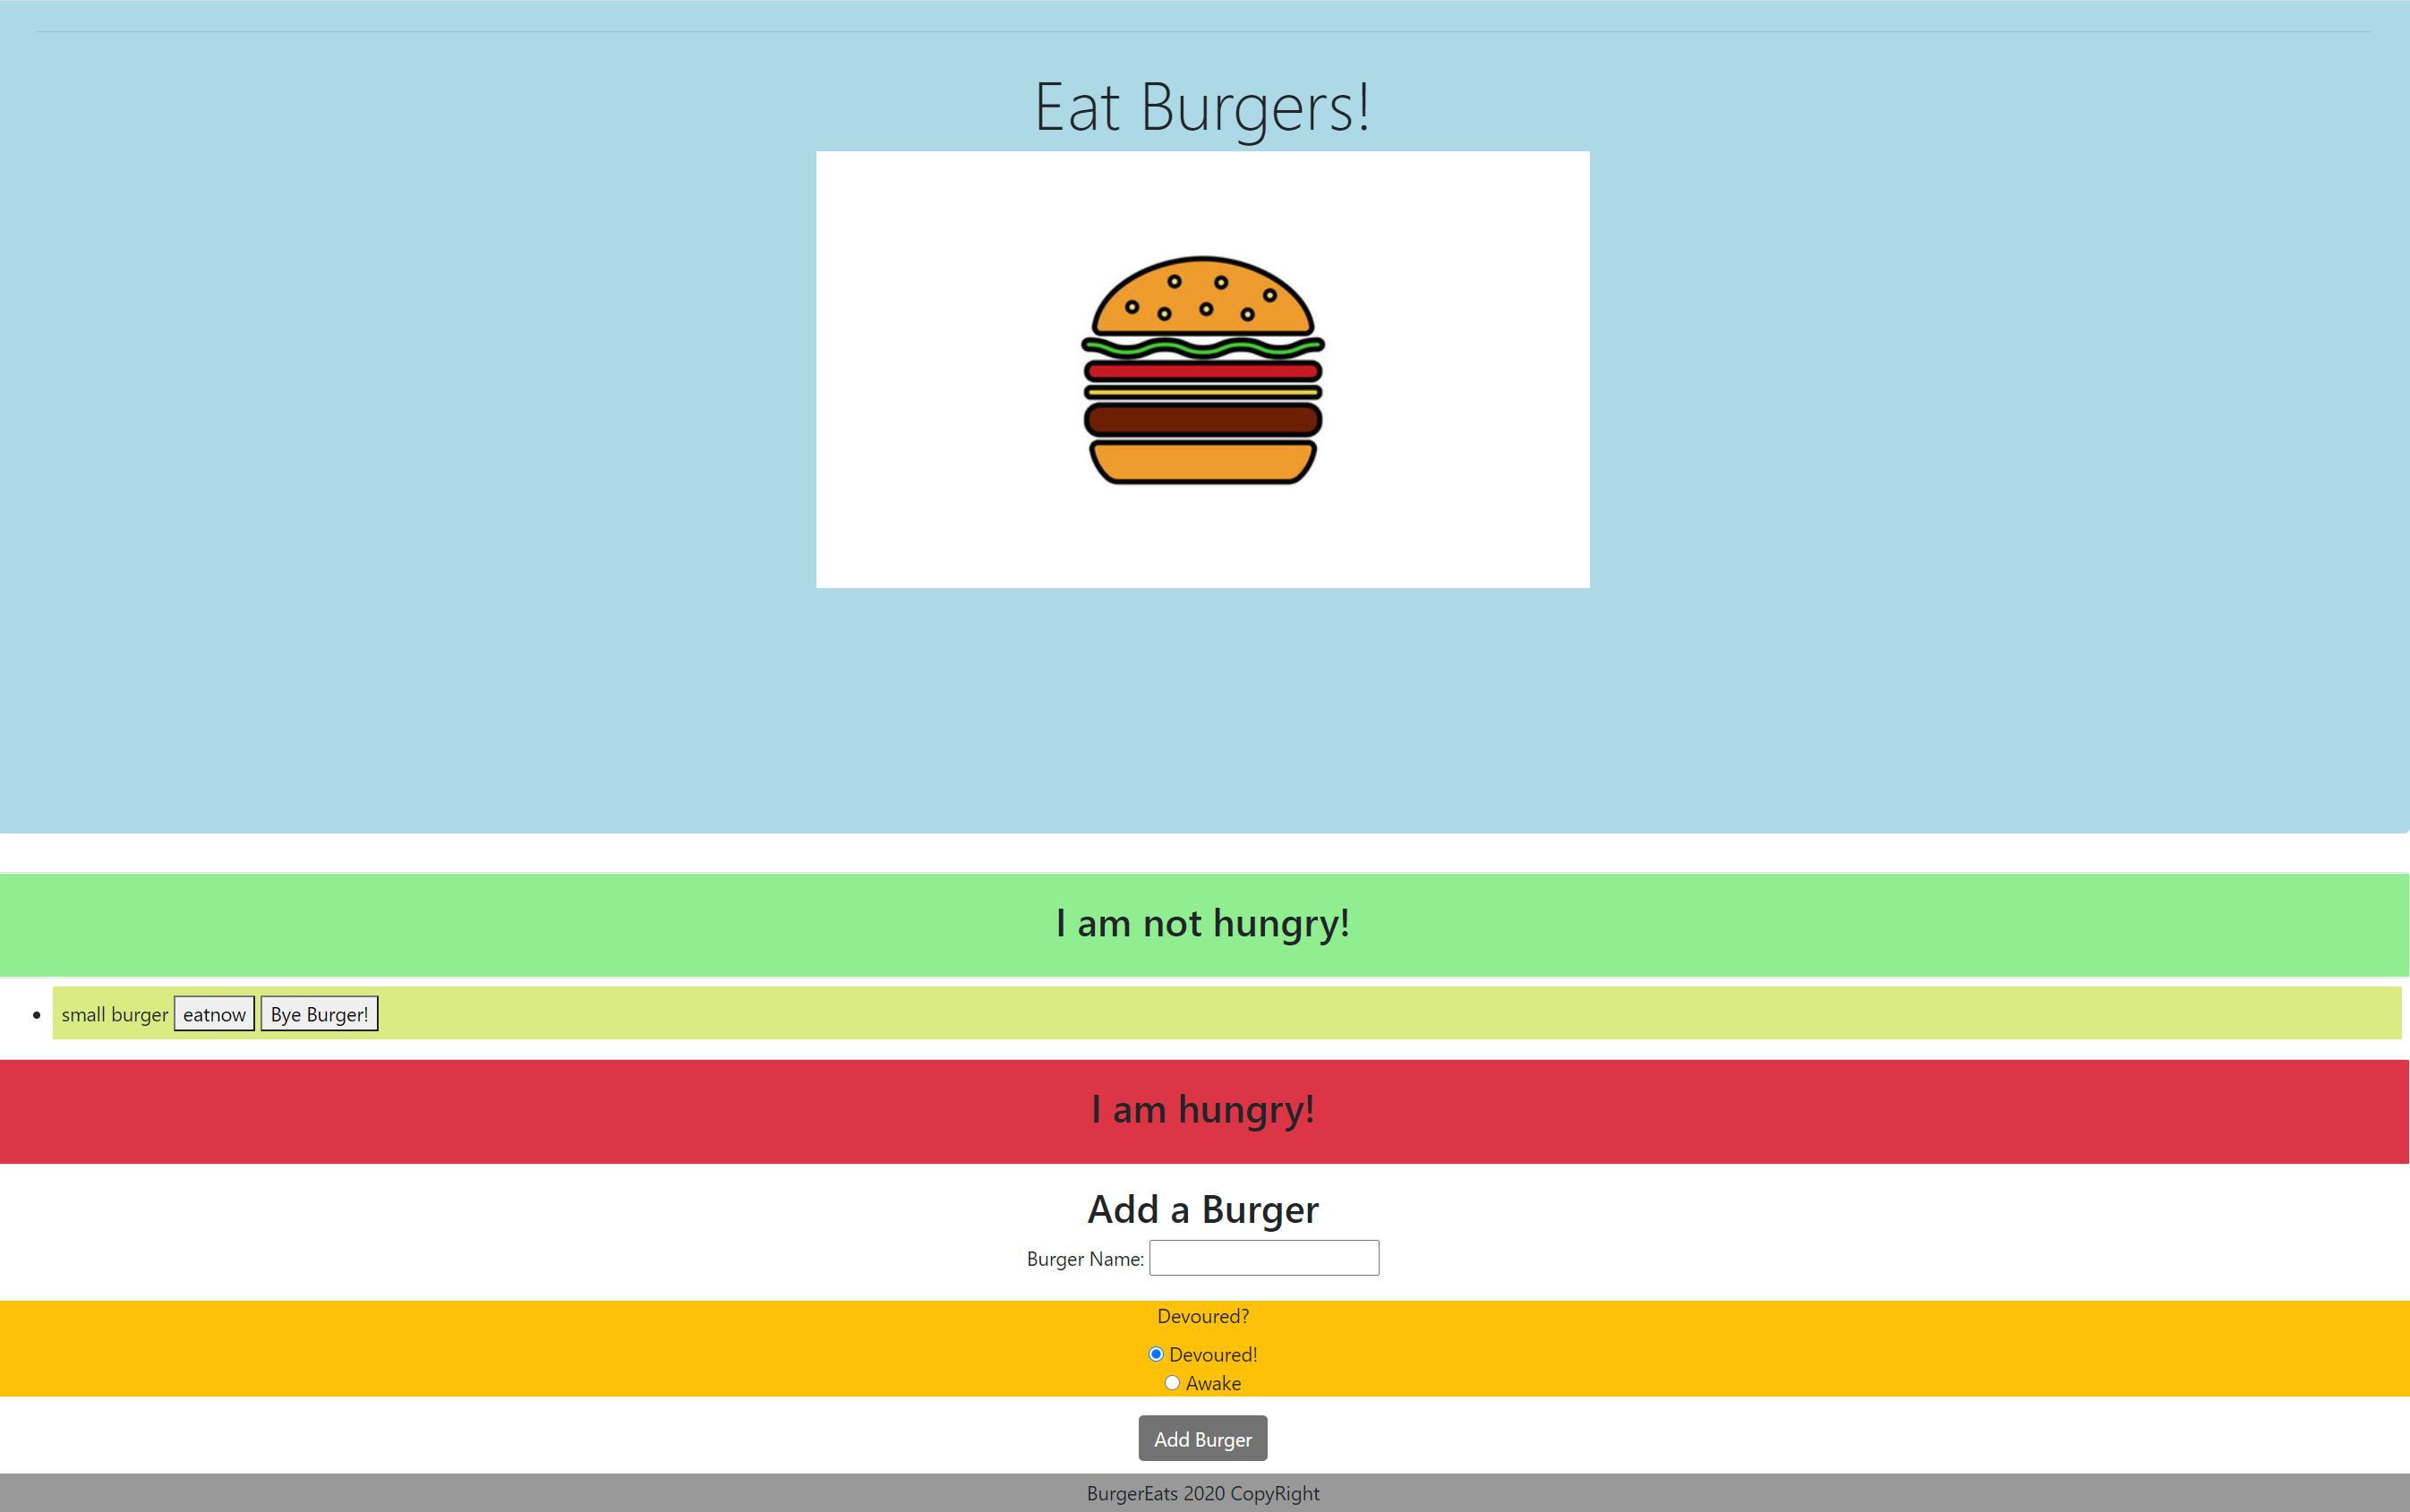 Eat Burgers!
I am not hungry!
small burger eatnow Bye Burger!
I am hungry!
Add a Burger
Burger Name:
Devoured?
Devoured!
Awake
Add Burger
BurgerEats 2020 CopyRight